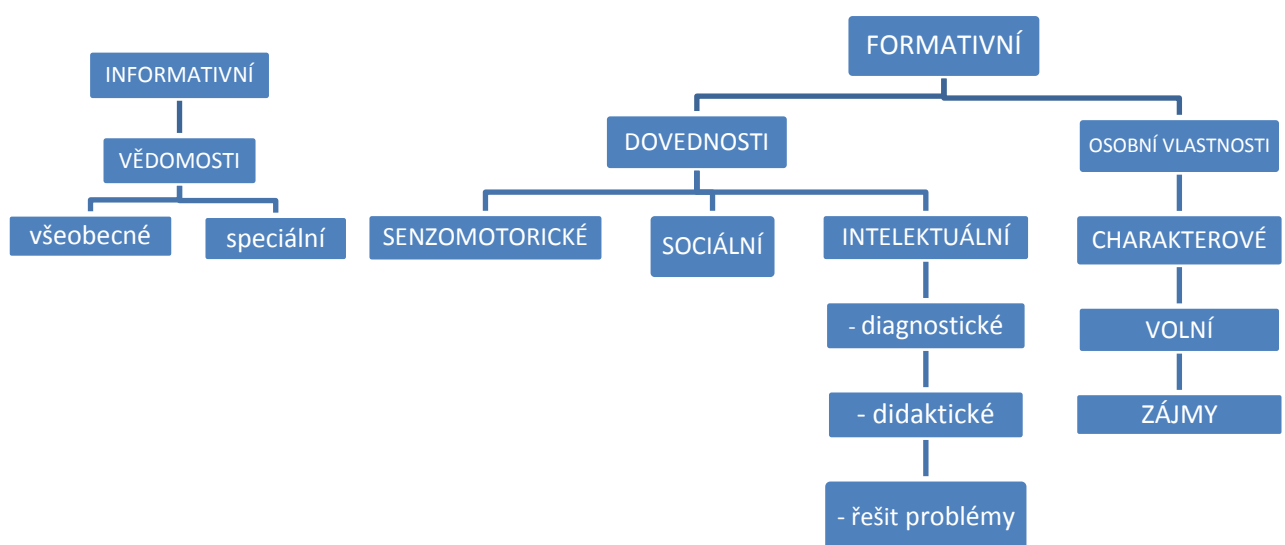 FORMATIVNÍ
INFORMATIVNÍ
DOVEDNOSTI
OSOBNÍ VLASTNOSTI
VĚDOMOSTI
všeobecné
speciální
SENZOMOTORICKÉ
SOCIÁLNÍ
INTELEKTUÁLNÍ
CHARAKTEROVÉ
- diagnostické
VOLNÍ
- didaktické
ZÁJMY
- řešit problémy